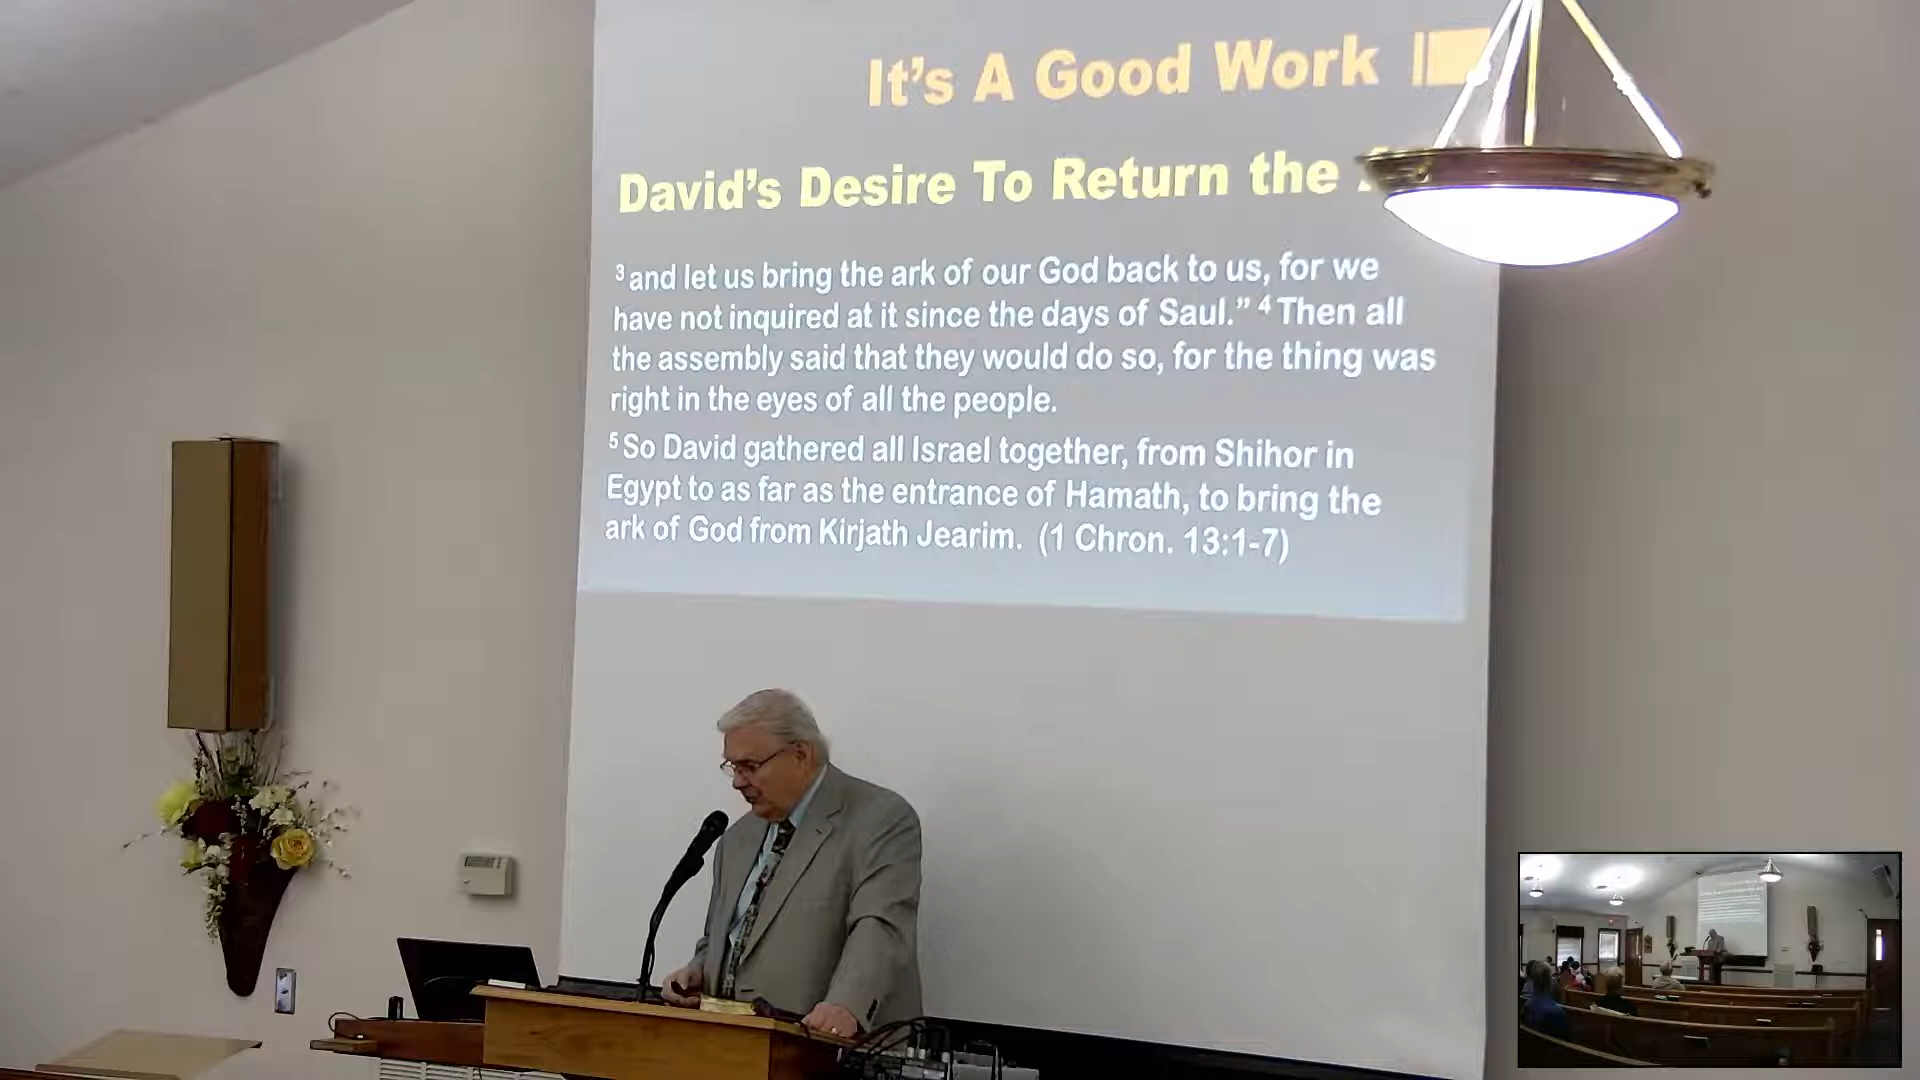 It's A Good Work
David's Desire To Return the
3 and let us bring the ark of our God back to us, for we
have not inquired at it since the days of Saul.” 4 Then all
the assembly said that they would do so, for the thing was
right in the eyes of all the people.
5 So David gathered all Israel together, from Shihor in
Egypt to as far as the entrance of Hamath, to bring the
ark of God from Kirjath Jearim. (1 Chron. 13:1-7)